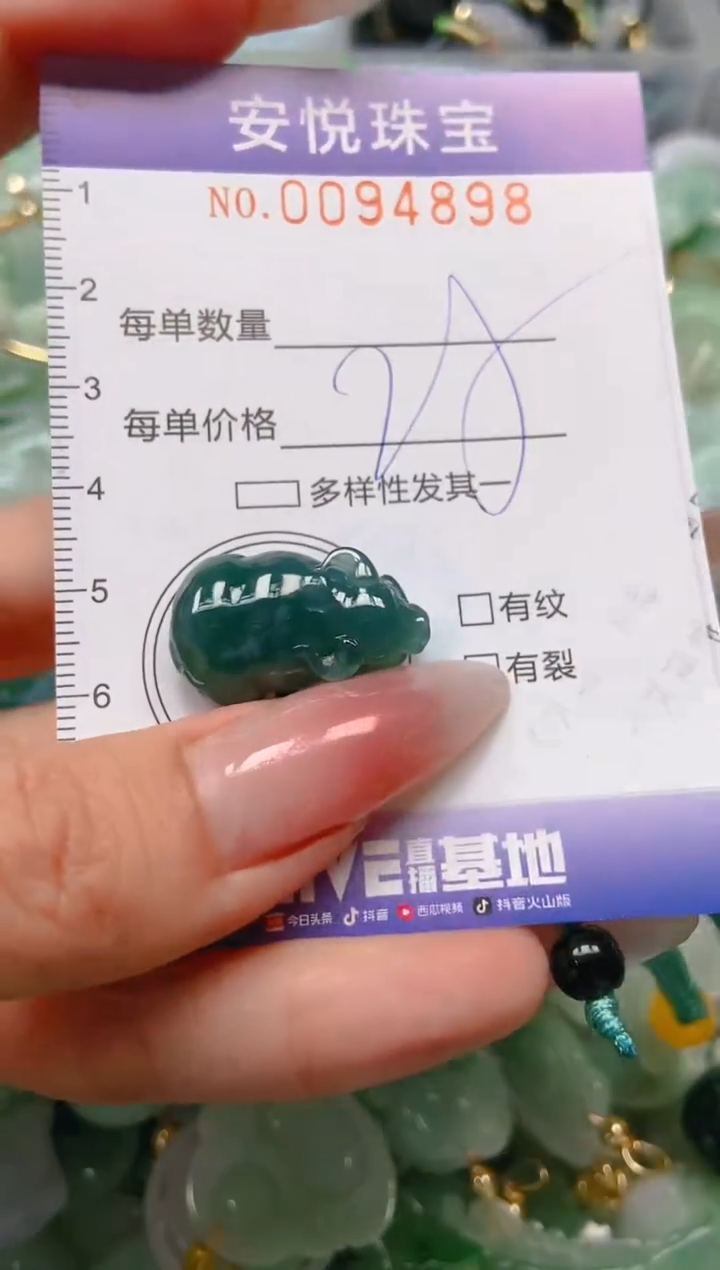 安悦珠宝
NO.0094898
1
2
每单数量
3
每单价格
4
多样性发其一
5
有纹
有裂
6
直播基地
今日头条 抖音 西瓜视频 抖音火山版